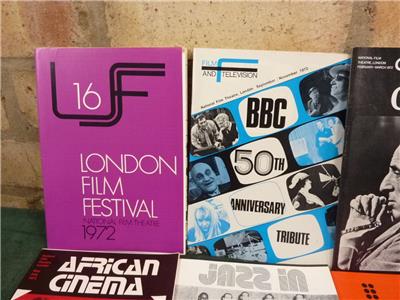 16
LONDON
FILM
FESTIVAL
NATIONAL FILM THEATRE
1972
FILM
AND TELEVISION
National Film Theatre, London September / November 1972
BBC
50TH
ANNIVERSARY
TRIBUTE
NATIONAL FILM
THEATRE, LONDON
AFRICAN
CINEMA
JAZZ IN